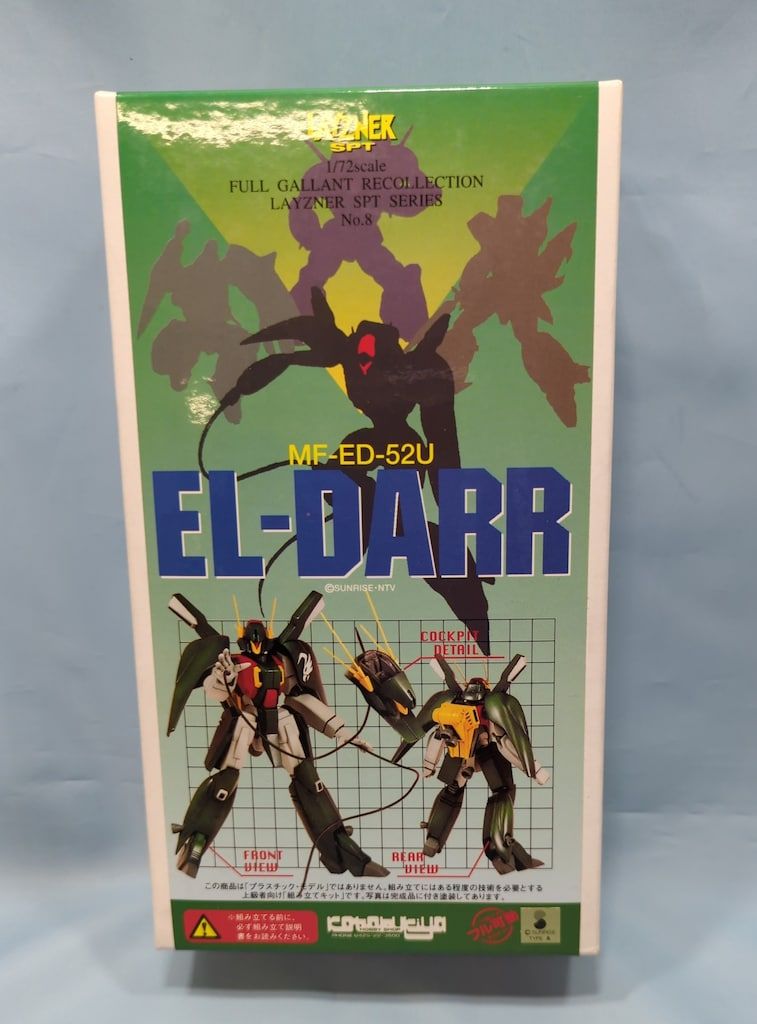 LAYZNER
SPT
1/72scale
FULL GALLANT RECOLLECTION
LAYZNER SPT SERIES
No.8
MF-ED-52U
EL-DARR
©SUNRISE・NTV
COCKPIT
DETAIL
FRONT
VIEW
REAR
VIEW
この商品は「プラスチック・モデル」ではありません。組み立てにはある程度の技術を必要とする
上級者向け「組み立てキット」です。写真は完成品に付き塗装してあります。
※組み立てる前に、
必ず組み立て説明
書をお読みください。
kotobukiya
HOBBY SHOP
フル可動
© SUNRISE
TYPE A